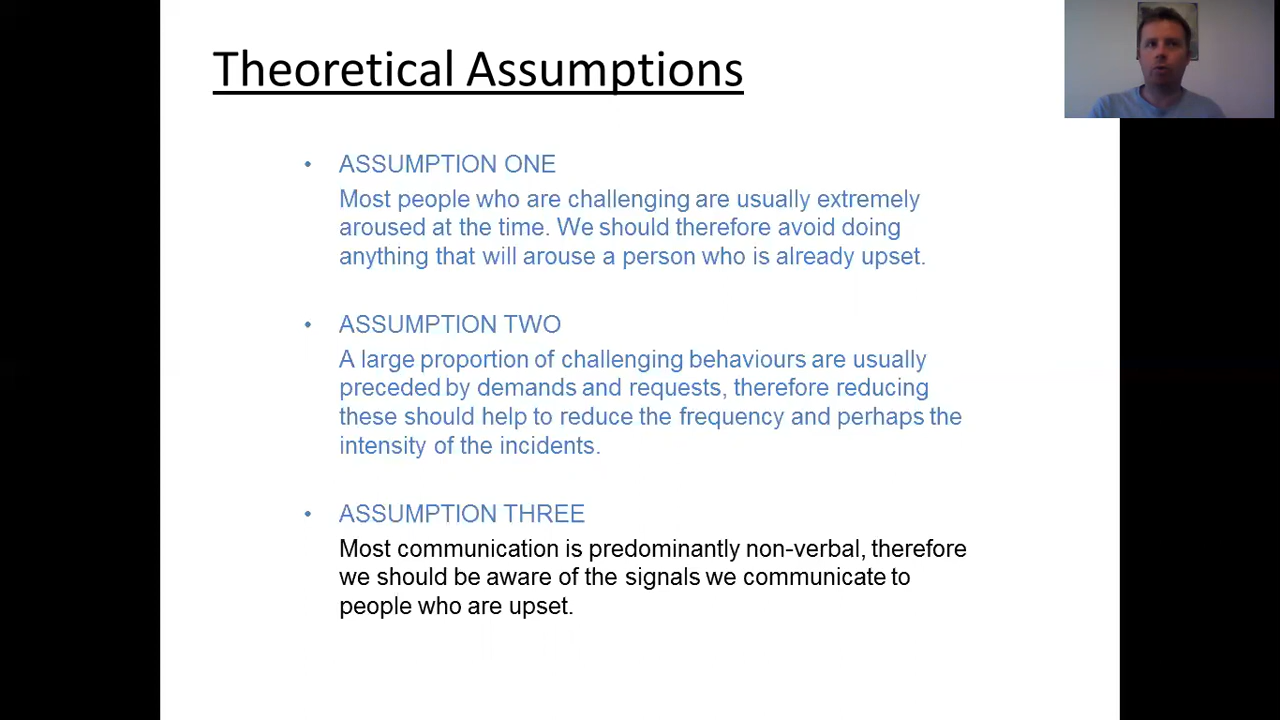 Theoretical Assumptions
• ASSUMPTION ONE
Most people who are challenging are usually extremely
aroused at the time. We should therefore avoid doing
anything that will arouse a person who is already upset.
• ASSUMPTION TWO
A large proportion of challenging behaviours are usually
preceded by demands and requests, therefore reducing
these should help to reduce the frequency and perhaps the
intensity of the incidents.
• ASSUMPTION THREE
Most communication is predominantly non-verbal, therefore
we should be aware of the signals we communicate to
people who are upset.